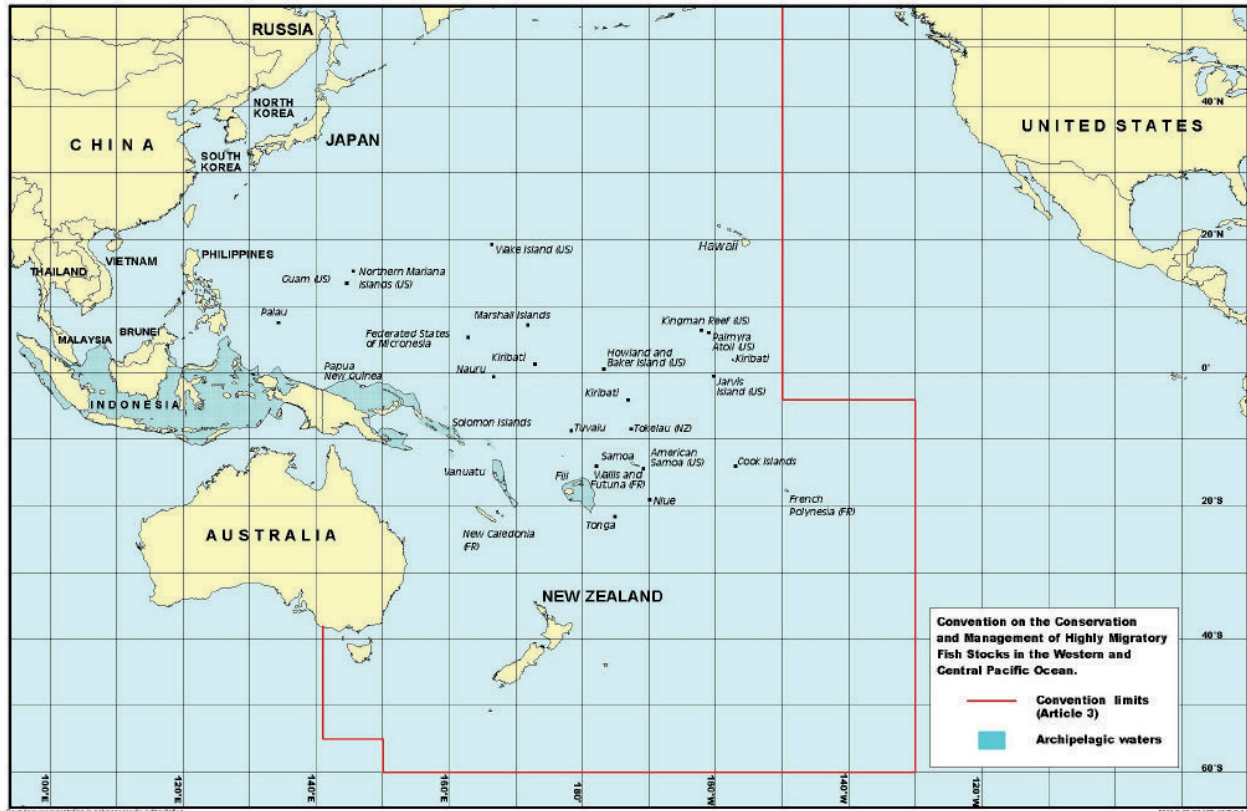 RUSSIA
NORTH
KOREA
CHINA
JAPAN
SOUTH
KOREA
UNITED STATES
40°N
20°N
0°
20°S
40°S
60°S
Wake Island (US)
Hawaii
PHILIPPINES
VIETNAM
THAILAND
Guam (US)
Northern Mariana
Islands (US)
Palau
Marshall Islands
Kingman Reef (US)
Palmyra
Atoll (US)
Kiribati
BRUNEI
MALAYSIA
Federated States
of Micronesia
Kiribati
Howland and
Baker Island (US)
Nauru
Papua
New Guinea
Jarvis
Island (US)
INDONESIA
Kiribati
Solomon Islands
Tuvalu
Tokelau (NZ)
Samoa
American
Samoa (US)
Cook Islands
Vanuatu
Fiji
Wallis and
Futuna (FR)
Niue
French
Polynesia (FR)
Tonga
AUSTRALIA
New Caledonia
(FR)
NEW ZEALAND
Convention on the Conservation
and Management of Highly Migratory
Fish Stocks in the Western and
Central Pacific Ocean.
Convention limits
(Article 3)
Archipelagic waters
100°E
120°E
140°E
160°E
180°
160°W
140°W
120°W